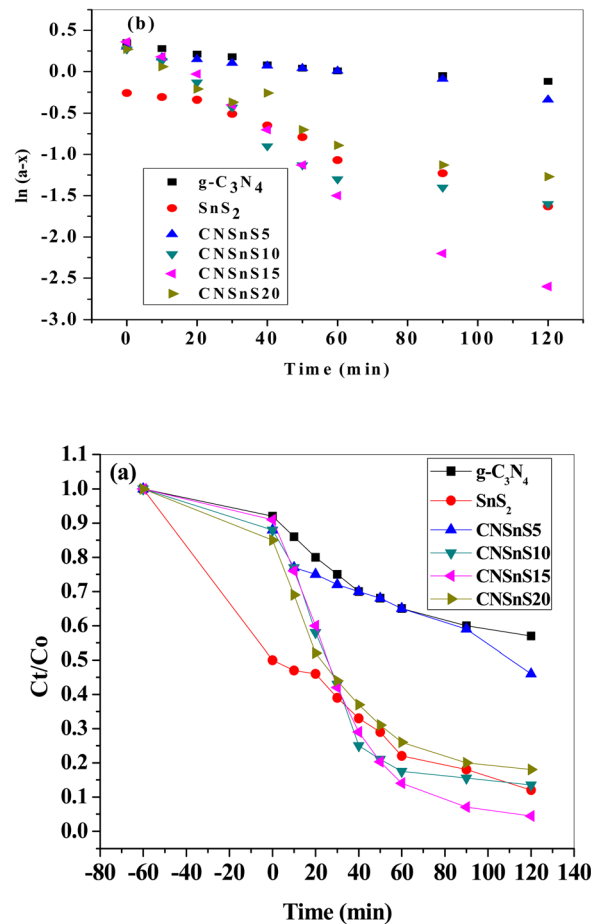 (b)
0.5
0.0
-0.5
-1.0
-1.5
-2.0
-2.5
-3.0
ln (a-x)
g-C3N4
SnS2
CNSnS5
CNSnS10
CNSnS15
CNSnS20
0 20 40 60 80 100 120
Time (min)
(a)
1.1
1.0
0.9
0.8
0.7
0.6
0.5
0.4
0.3
0.2
0.1
0.0
Ct/Co
g-C3N4
SnS2
CNSnS5
CNSnS10
CNSnS15
CNSnS20
-80 -60 -40 -20 0 20 40 60 80 100 120 140
Time (min)